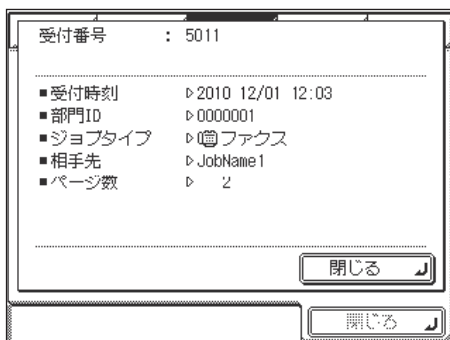 受付番号 : 5011
■受付時刻 ▷2010 12/01 12:03
■部門ID ▷0000001
■ジョブタイプ ▷ファクス
■相手先 ▷JobName1
■ページ数 ▷ 2
閉じる
閉じる